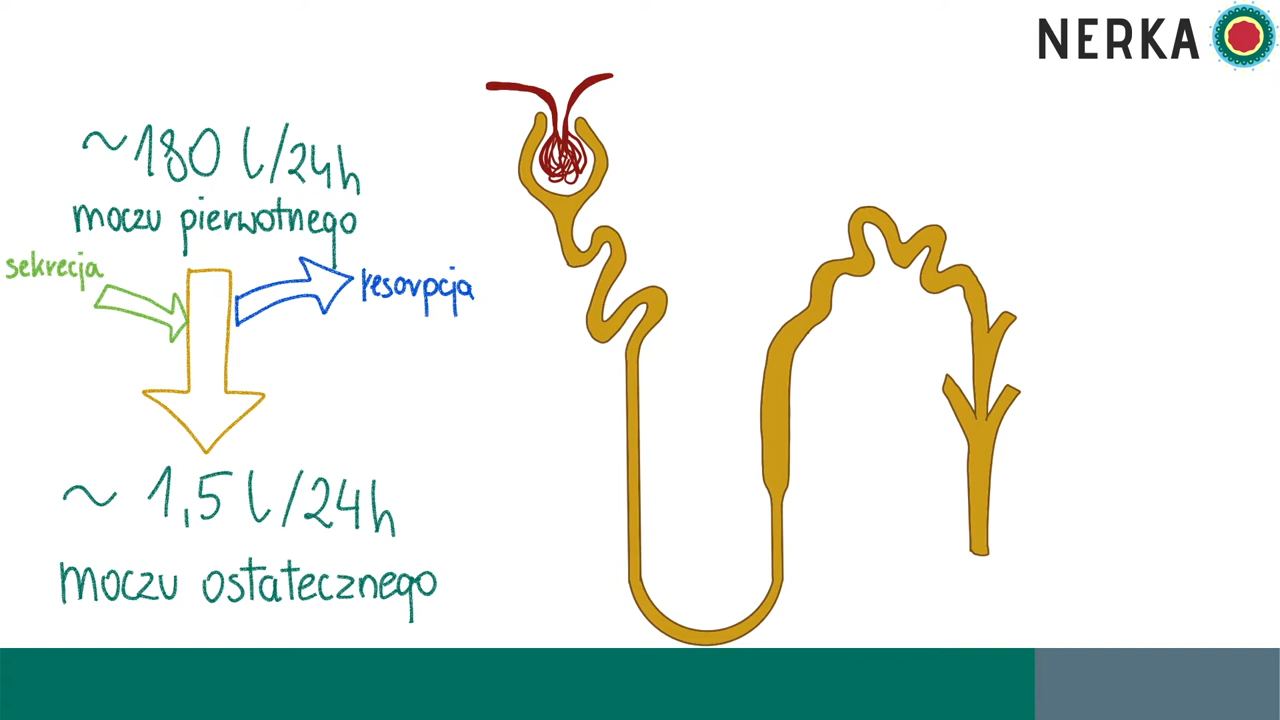 NERKA
~180 l/24h
moczu pierwotnego
sekrecja
resorpcja
~ 1,5 l/24h
moczu ostatecznego